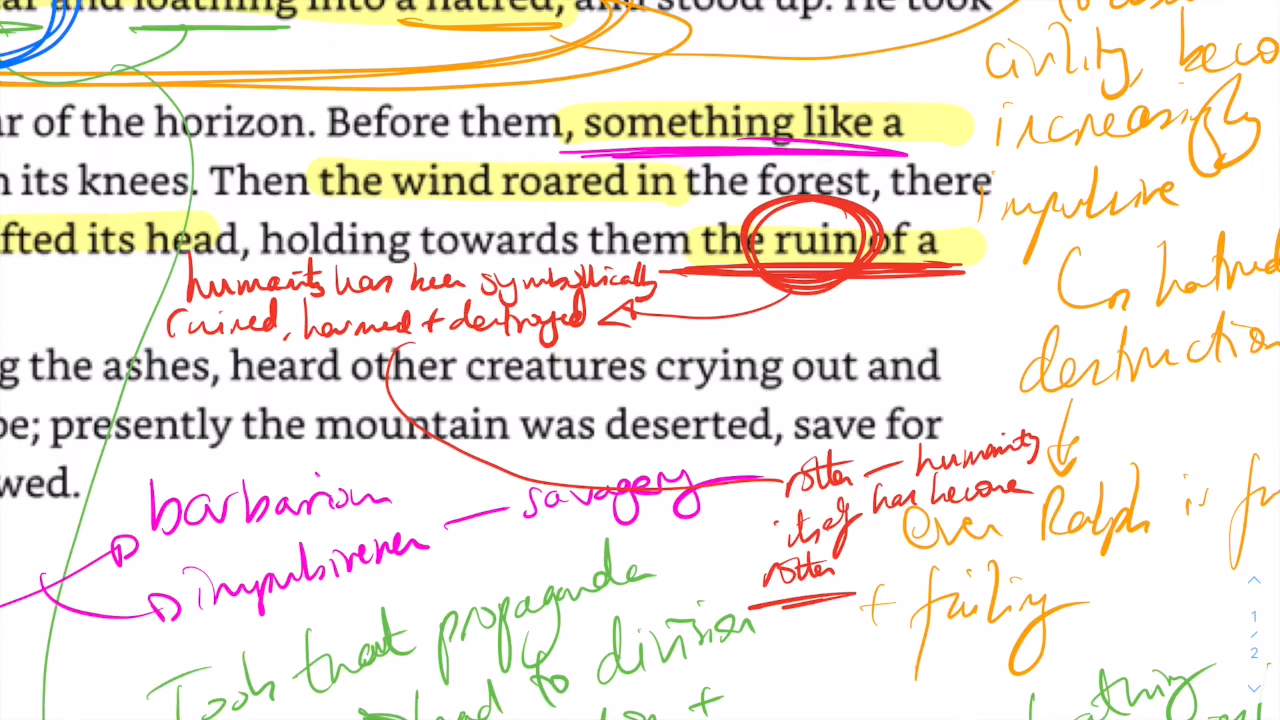 ar and loathing into a hatred, and stood up. He took
civility, beco
increasingly
impulsive
hatred
destruction
Even Ralph is
+ failing
ar of the horizon. Before them, something like a
n its knees. Then the wind roared in the forest, there
fted its head, holding towards them the ruin of a
humanity has been symbolically
ruined, harmed + destroyed
g the ashes, heard other creatures crying out and
pe; presently the mountain was deserted, save for
wed.
barbarism
impulsiveness — savagery
rotten — humanity
itself has become
rotten
Tools that propaganda
lead to division
+
1
/
2